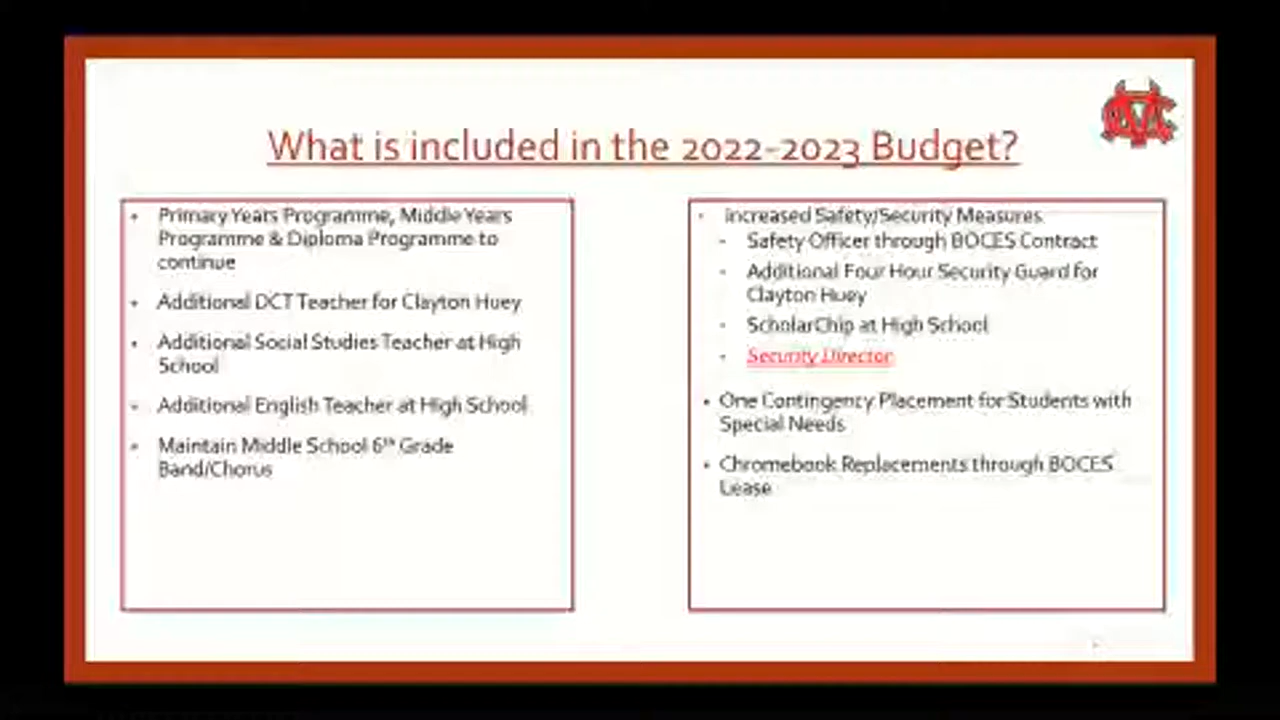 What is included in the 2022-2023 Budget?
• Primary Years Programme, Middle Years
Programme & Diploma Programme to
continue
• Additional DCT Teacher for Clayton Huey
• Additional Social Studies Teacher at High
School
• Additional English Teacher at High School
• Maintain Middle School 6th Grade
Band/Chorus
• Increased Safety/Security Measures
• Safety Officer through BOCES Contract
• Additional Four Hour Security Guard for
Clayton Huey
• ScholarChip at High School
• Security Director
• One Contingency Placement for Students with
Special Needs
• Chromebook Replacements through BOCES
Lease